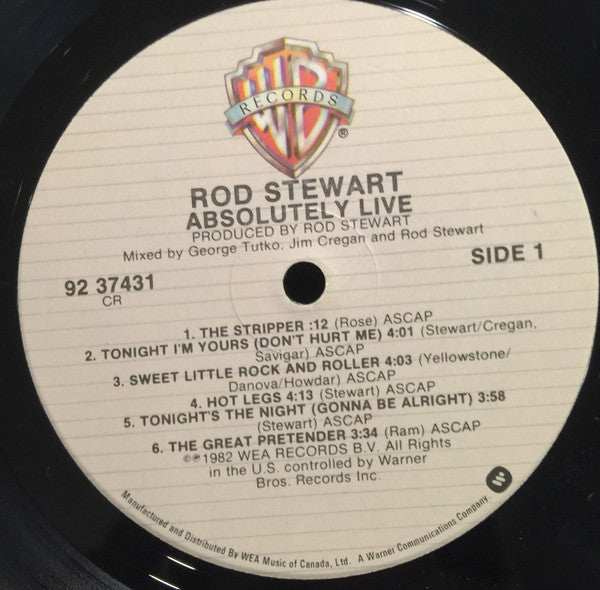 WB
RECORDS
®
ROD STEWART
ABSOLUTELY LIVE
PRODUCED BY ROD STEWART
Mixed by George Tutko, Jim Cregan and Rod Stewart
92 37431
CR
SIDE 1
1. THE STRIPPER :12 (Rose) ASCAP
2. TONIGHT I'M YOURS (DON'T HURT ME) 4:01 (Stewart/Cregan,
Savigar) ASCAP
3. SWEET LITTLE ROCK AND ROLLER 4:03 (Yellowstone/
Danova/Howdar) ASCAP
4. HOT LEGS 4:13 (Stewart) ASCAP
5. TONIGHT'S THE NIGHT (GONNA BE ALRIGHT) 3:58
(Stewart) ASCAP
6. THE GREAT PRETENDER 3:34 (Ram) ASCAP
©℗1982 WEA RECORDS B.V. All Rights
in the U.S. controlled by Warner
Bros. Records Inc.
Manufactured and Distributed By WEA Music of Canada, Ltd. A Warner Communications Company